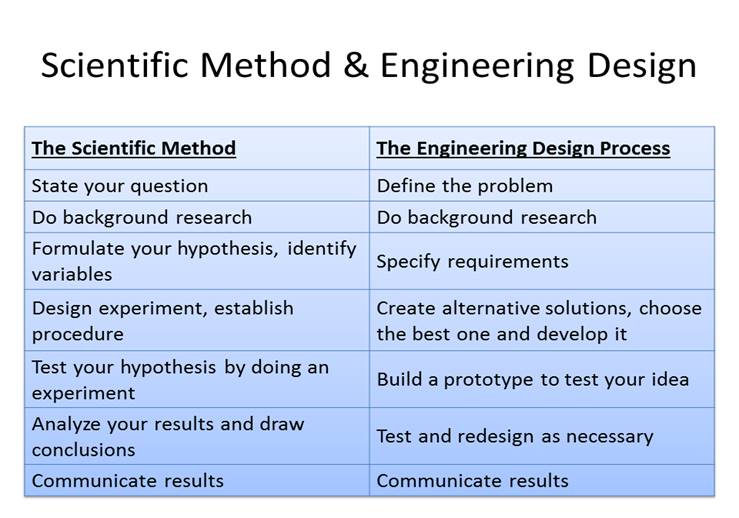 Scientific Method & Engineering Design
The Scientific Method
The Engineering Design Process
State your question
Define the problem
Do background research
Do background research
Formulate your hypothesis, identify
variables
Specify requirements
Design experiment, establish
procedure
Create alternative solutions, choose
the best one and develop it
Test your hypothesis by doing an
experiment
Build a prototype to test your idea
Analyze your results and draw
conclusions
Test and redesign as necessary
Communicate results
Communicate results